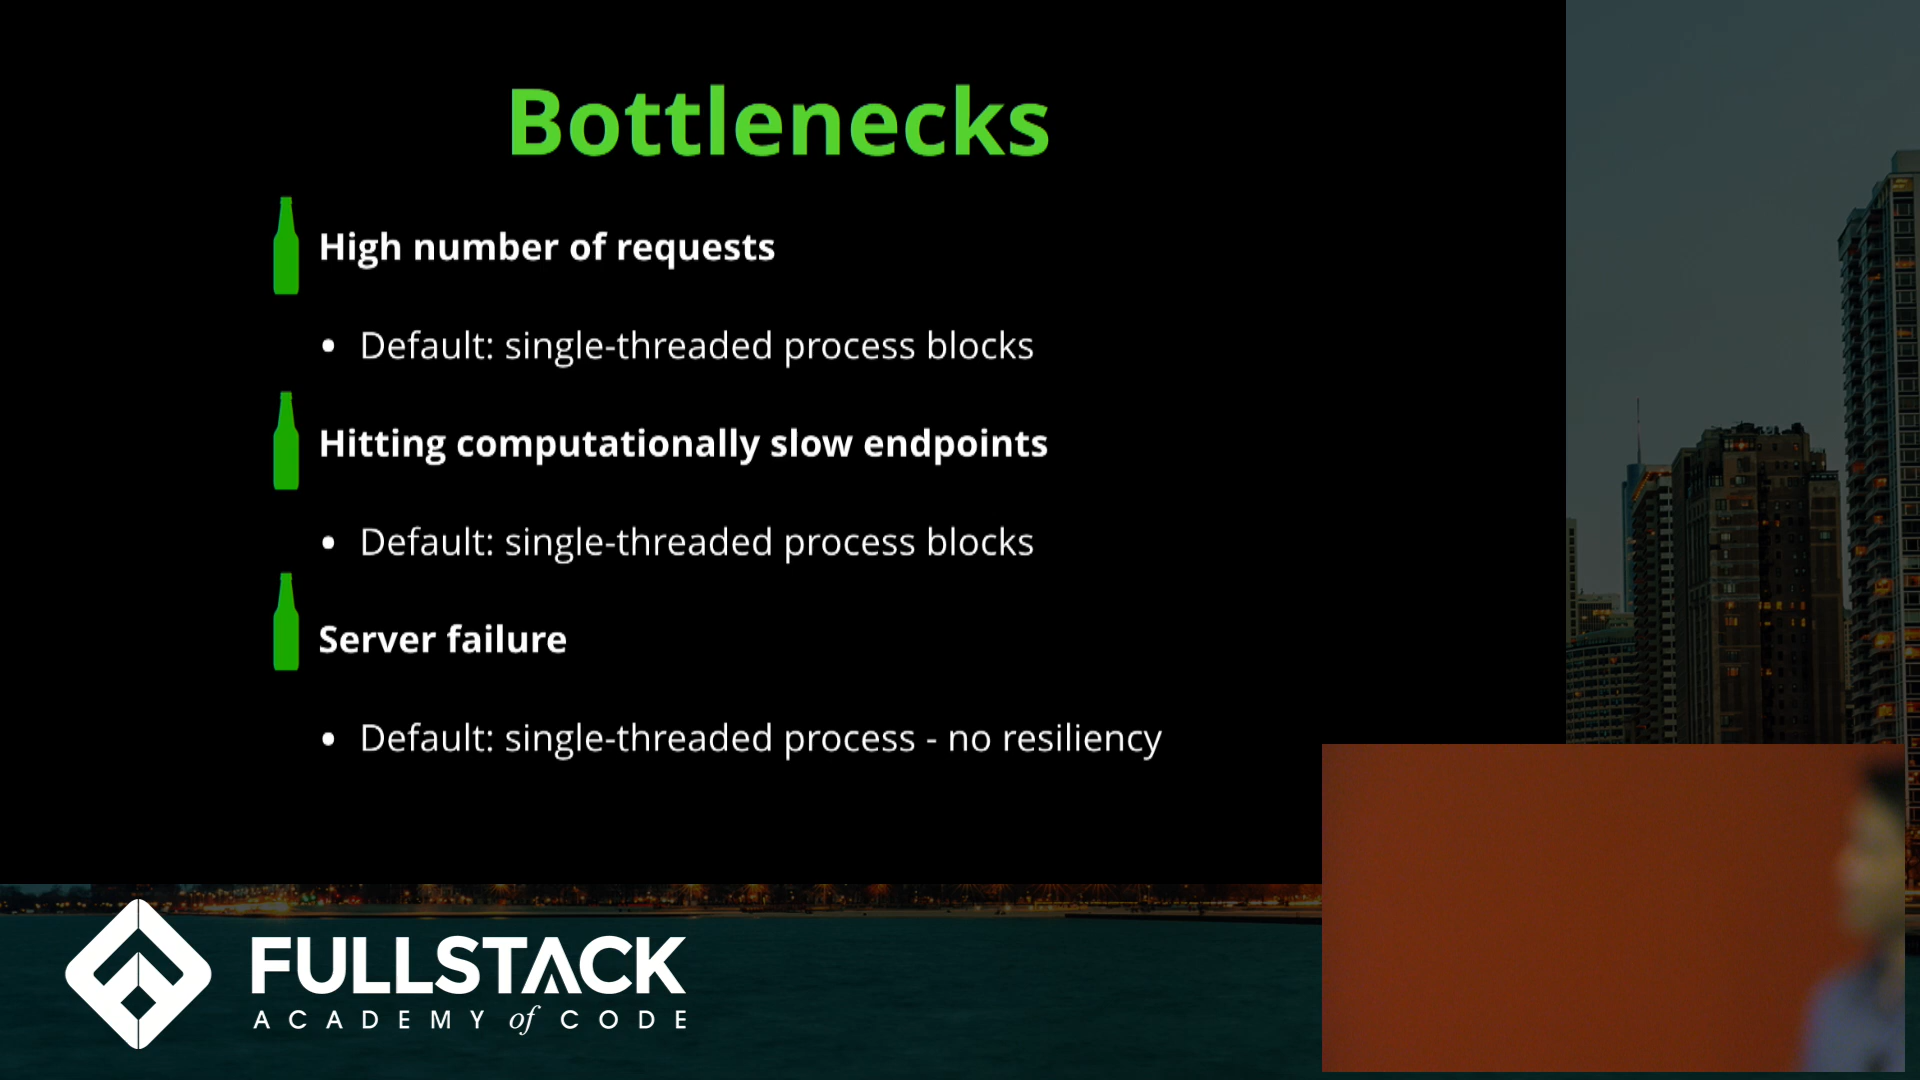 Bottlenecks
High number of requests
• Default: single-threaded process blocks
Hitting computationally slow endpoints
• Default: single-threaded process blocks
Server failure
• Default: single-threaded process - no resiliency
FULLSTACK
ACADEMY of CODE